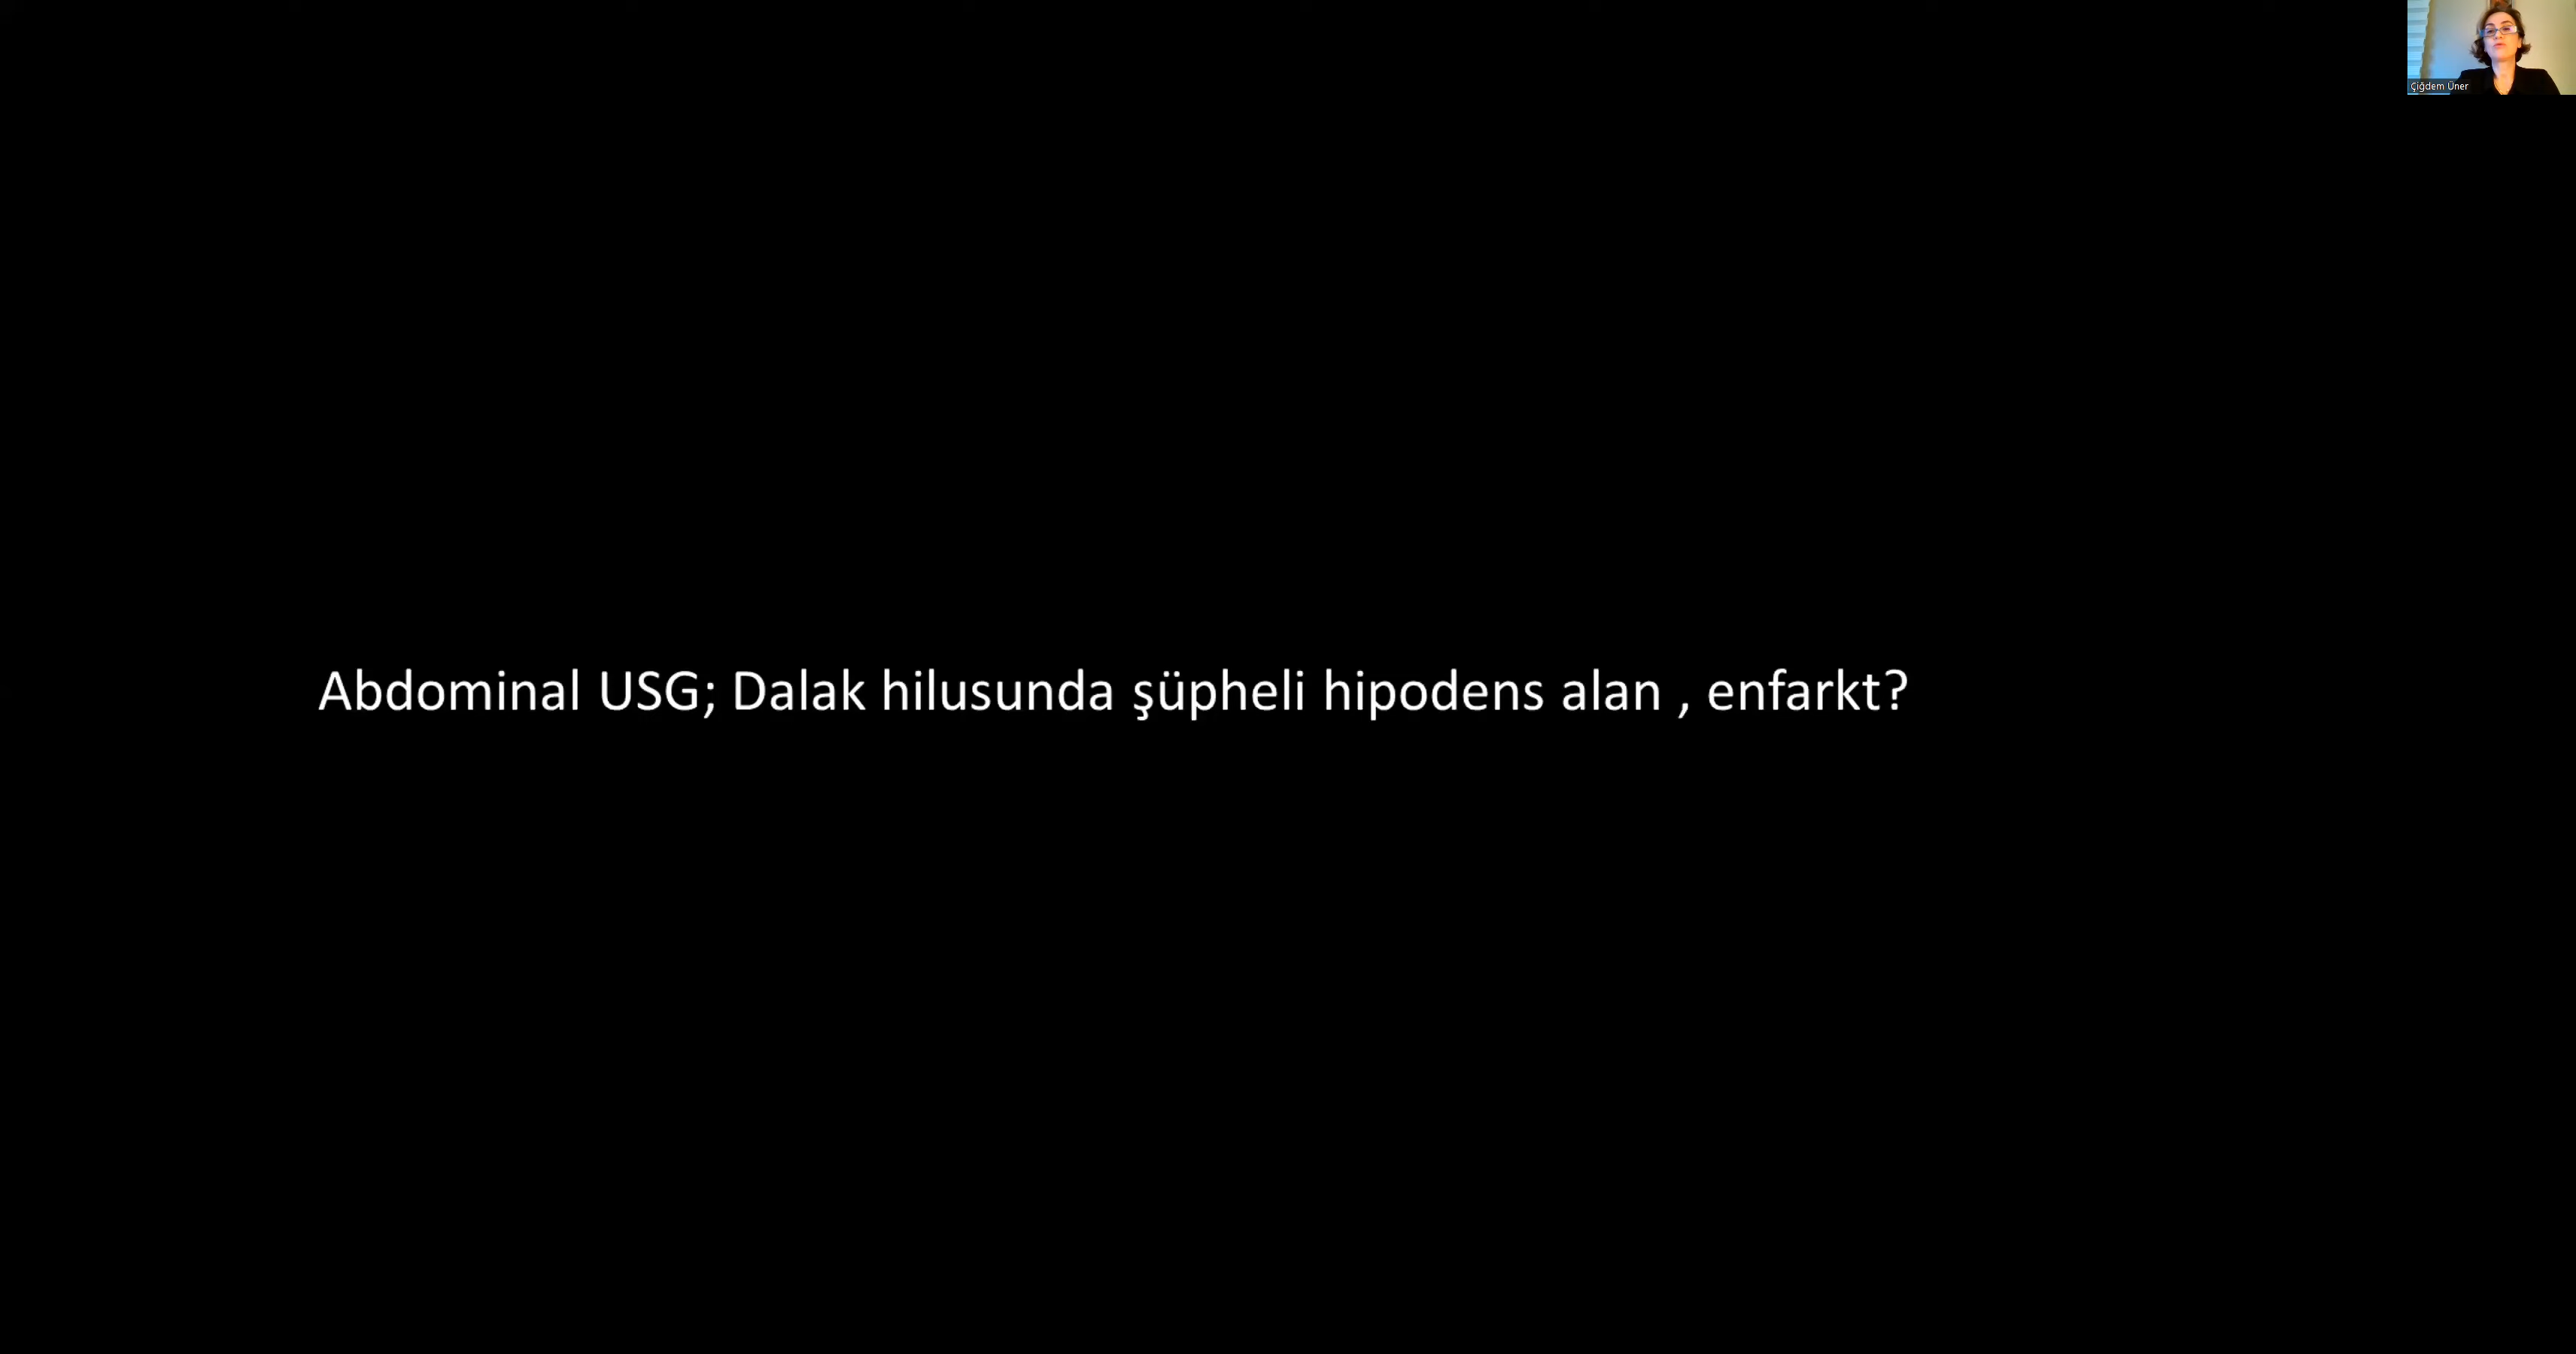 Çiğdem Üner
Abdominal USG; Dalak hilusunda şüpheli hipodens alan , enfarkt?